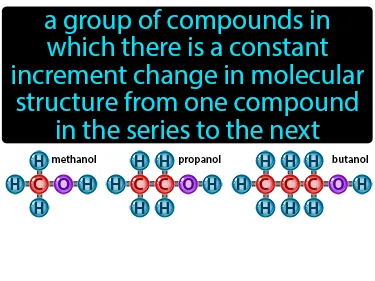 a group of compounds in
which there is a constant
increment change in molecular
structure from one compound
in the series to the next
methanol propanol butanol
H H H H H H
H C O H H C C O H H C C C O H
H H H H H H